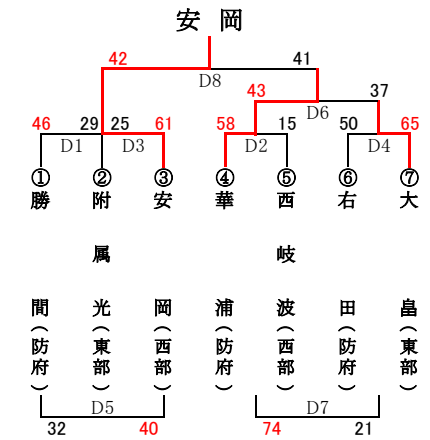 安 岡
42 41
D8
43 37
D6
46 29 25 61 58 15 50 65
D1 D3 D2 D4
① ② ③ ④ ⑤ ⑥ ⑦
勝間(防府)
附属光(東部)
安岡(西部)
華浦(防府)
西岐波(西部)
右田(防府)
大畠(東部)
D5 D7
32 40 74 21